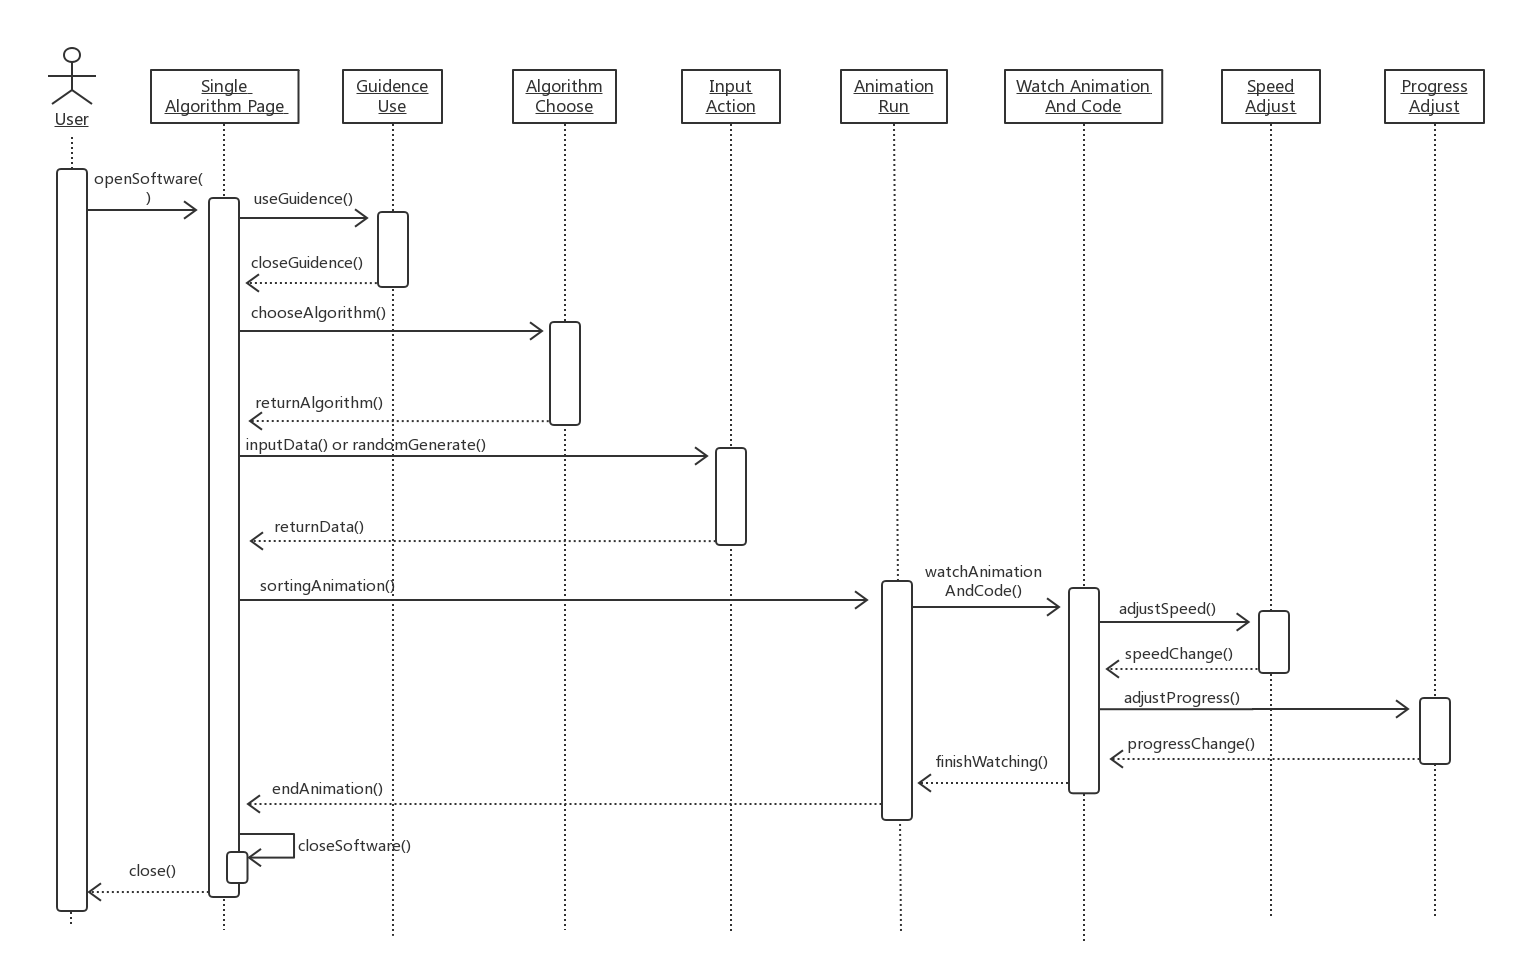 User
Single
Algorithm Page
Guidence
Use
Algorithm
Choose
Input
Action
Animation
Run
Watch Animation
And Code
Speed
Adjust
Progress
Adjust
openSoftware(
)
useGuidence()
closeGuidence()
chooseAlgorithm()
returnAlgorithm()
inputData() or randomGenerate()
returnData()
sortingAnimation()
watchAnimation
AndCode()
adjustSpeed()
speedChange()
adjustProgress()
progressChange()
finishWatching()
endAnimation()
closeSoftware()
close()